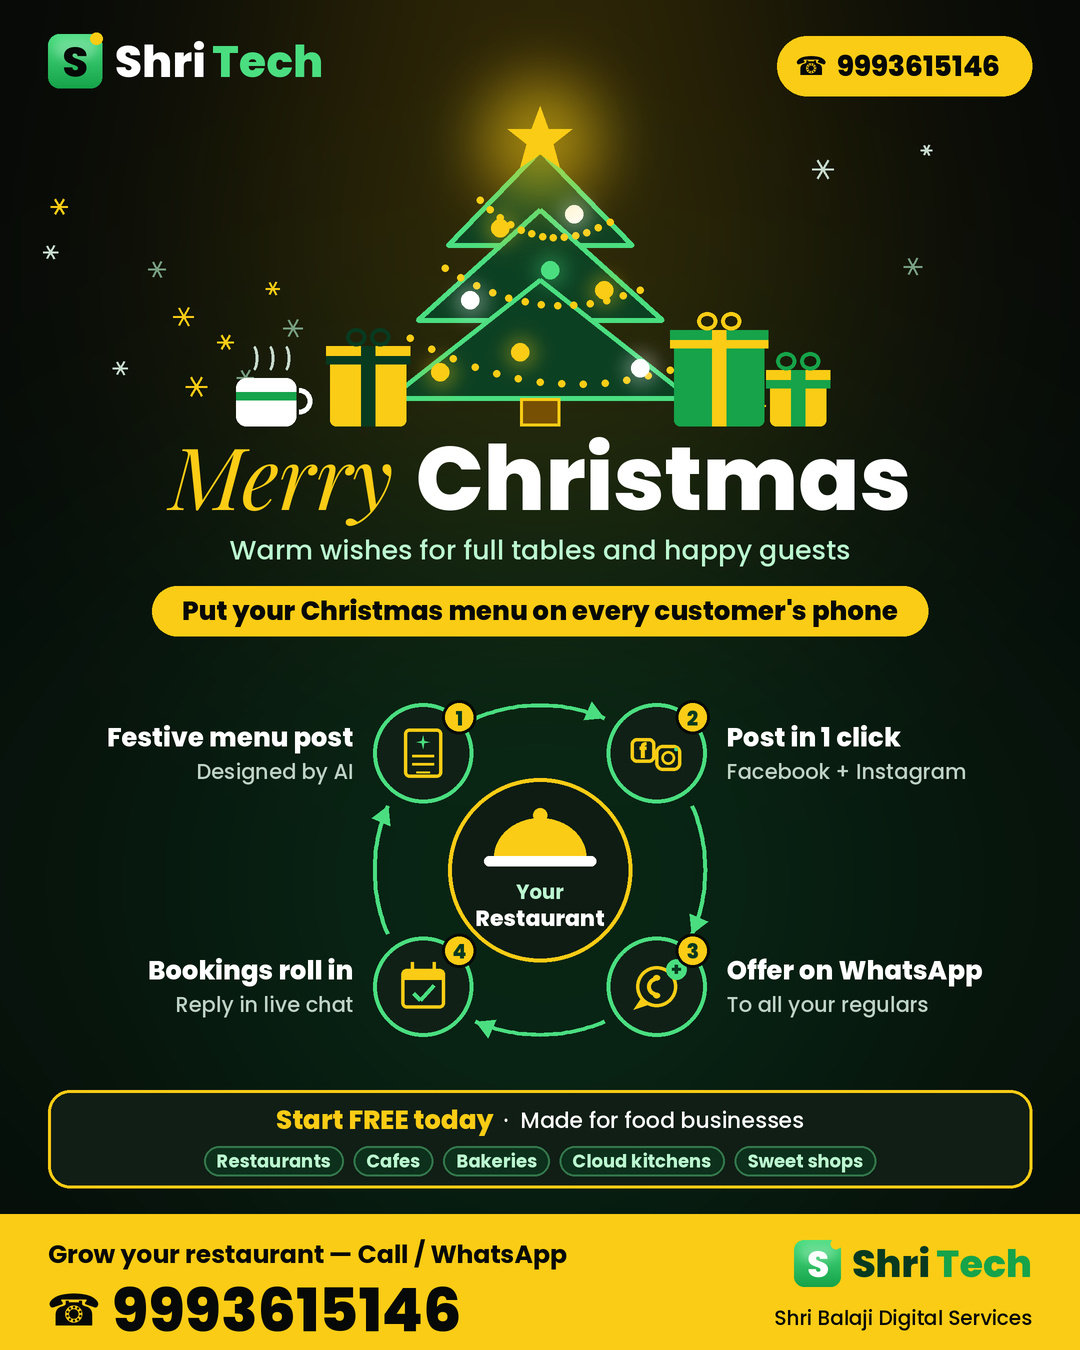 S Shri Tech
☎ 9993615146
Merry Christmas
Warm wishes for full tables and happy guests
Put your Christmas menu on every customer's phone
1
Festive menu post
Designed by AI
2
Post in 1 click
Facebook + Instagram
Your
Restaurant
4
Bookings roll in
Reply in live chat
3
Offer on WhatsApp
To all your regulars
Start FREE today · Made for food businesses
Restaurants Cafes Bakeries Cloud kitchens Sweet shops
Grow your restaurant — Call / WhatsApp
☎ 9993615146
S Shri Tech
Shri Balaji Digital Services